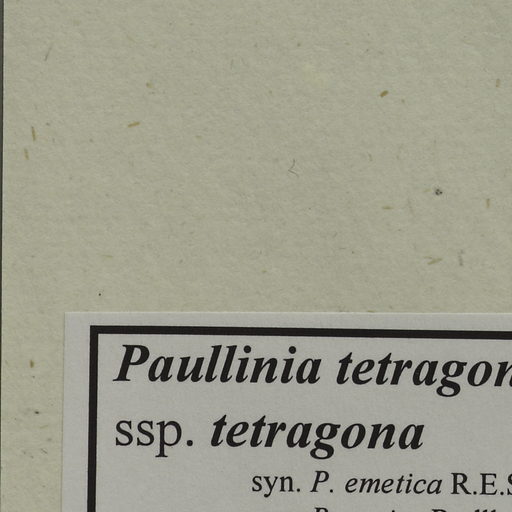 Paullinia tetragon
ssp. tetragona
syn. P. emetica R.E.S